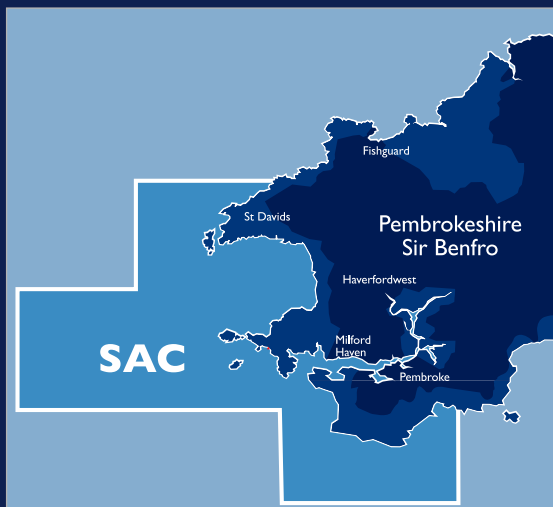 Fishguard
St Davids
Pembrokeshire
Sir Benfro
Haverfordwest
Milford
Haven
SAC
Pembroke